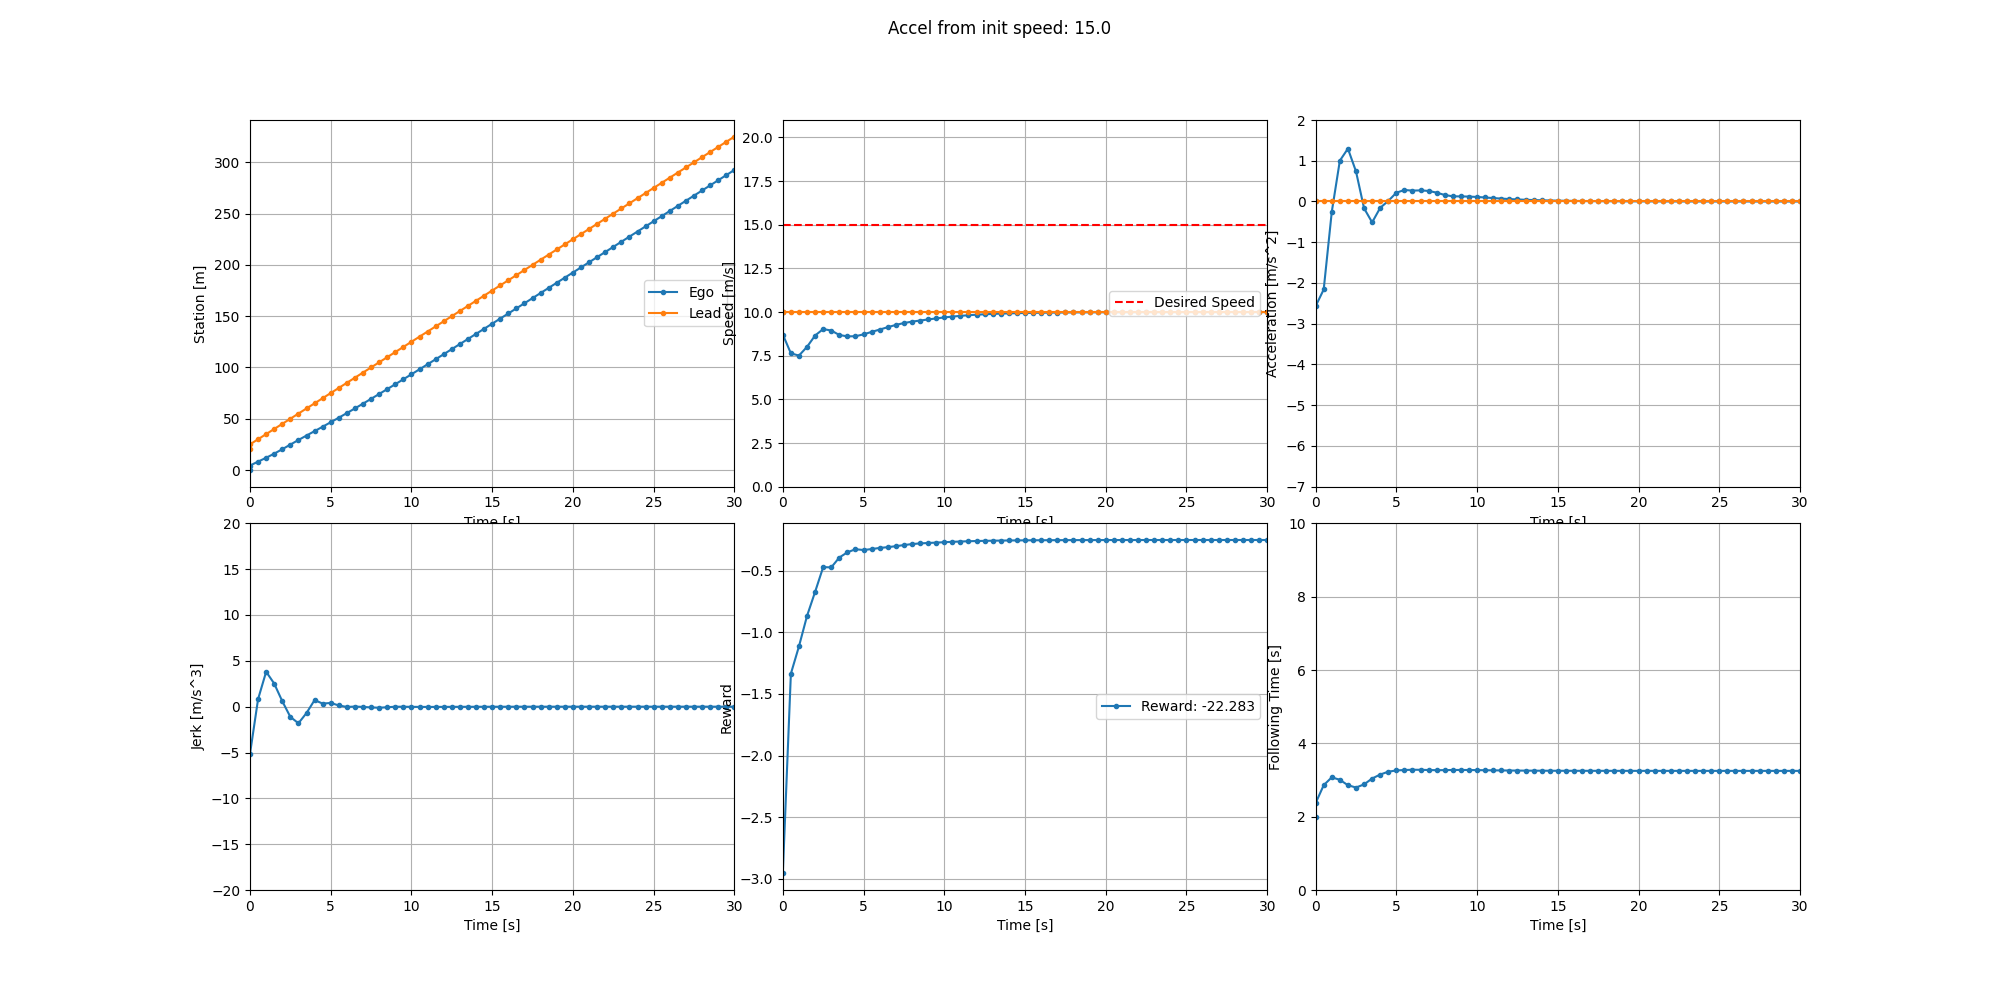 Accel from init speed: 15.0
Station [m]
300
250
200
150
100
50
0
0 5 10 15 20 25 30
Time [s]
Ego
Lead
Speed [m/s]
20.0
17.5
15.0
12.5
10.0
7.5
5.0
2.5
0.0
0 5 10 15 20 25 30
Time [s]
Desired Speed
Acceleration [m/s^2]
2
1
0
−1
−2
−3
−4
−5
−6
−7
0 5 10 15 20 25 30
Time [s]
Jerk [m/s^3]
20
15
10
5
0
−5
−10
−15
−20
0 5 10 15 20 25 30
Time [s]
Reward
−0.5
−1.0
−1.5
−2.0
−2.5
−3.0
0 5 10 15 20 25 30
Time [s]
Reward: -22.283
Following Time [s]
10
8
6
4
2
0
0 5 10 15 20 25 30
Time [s]